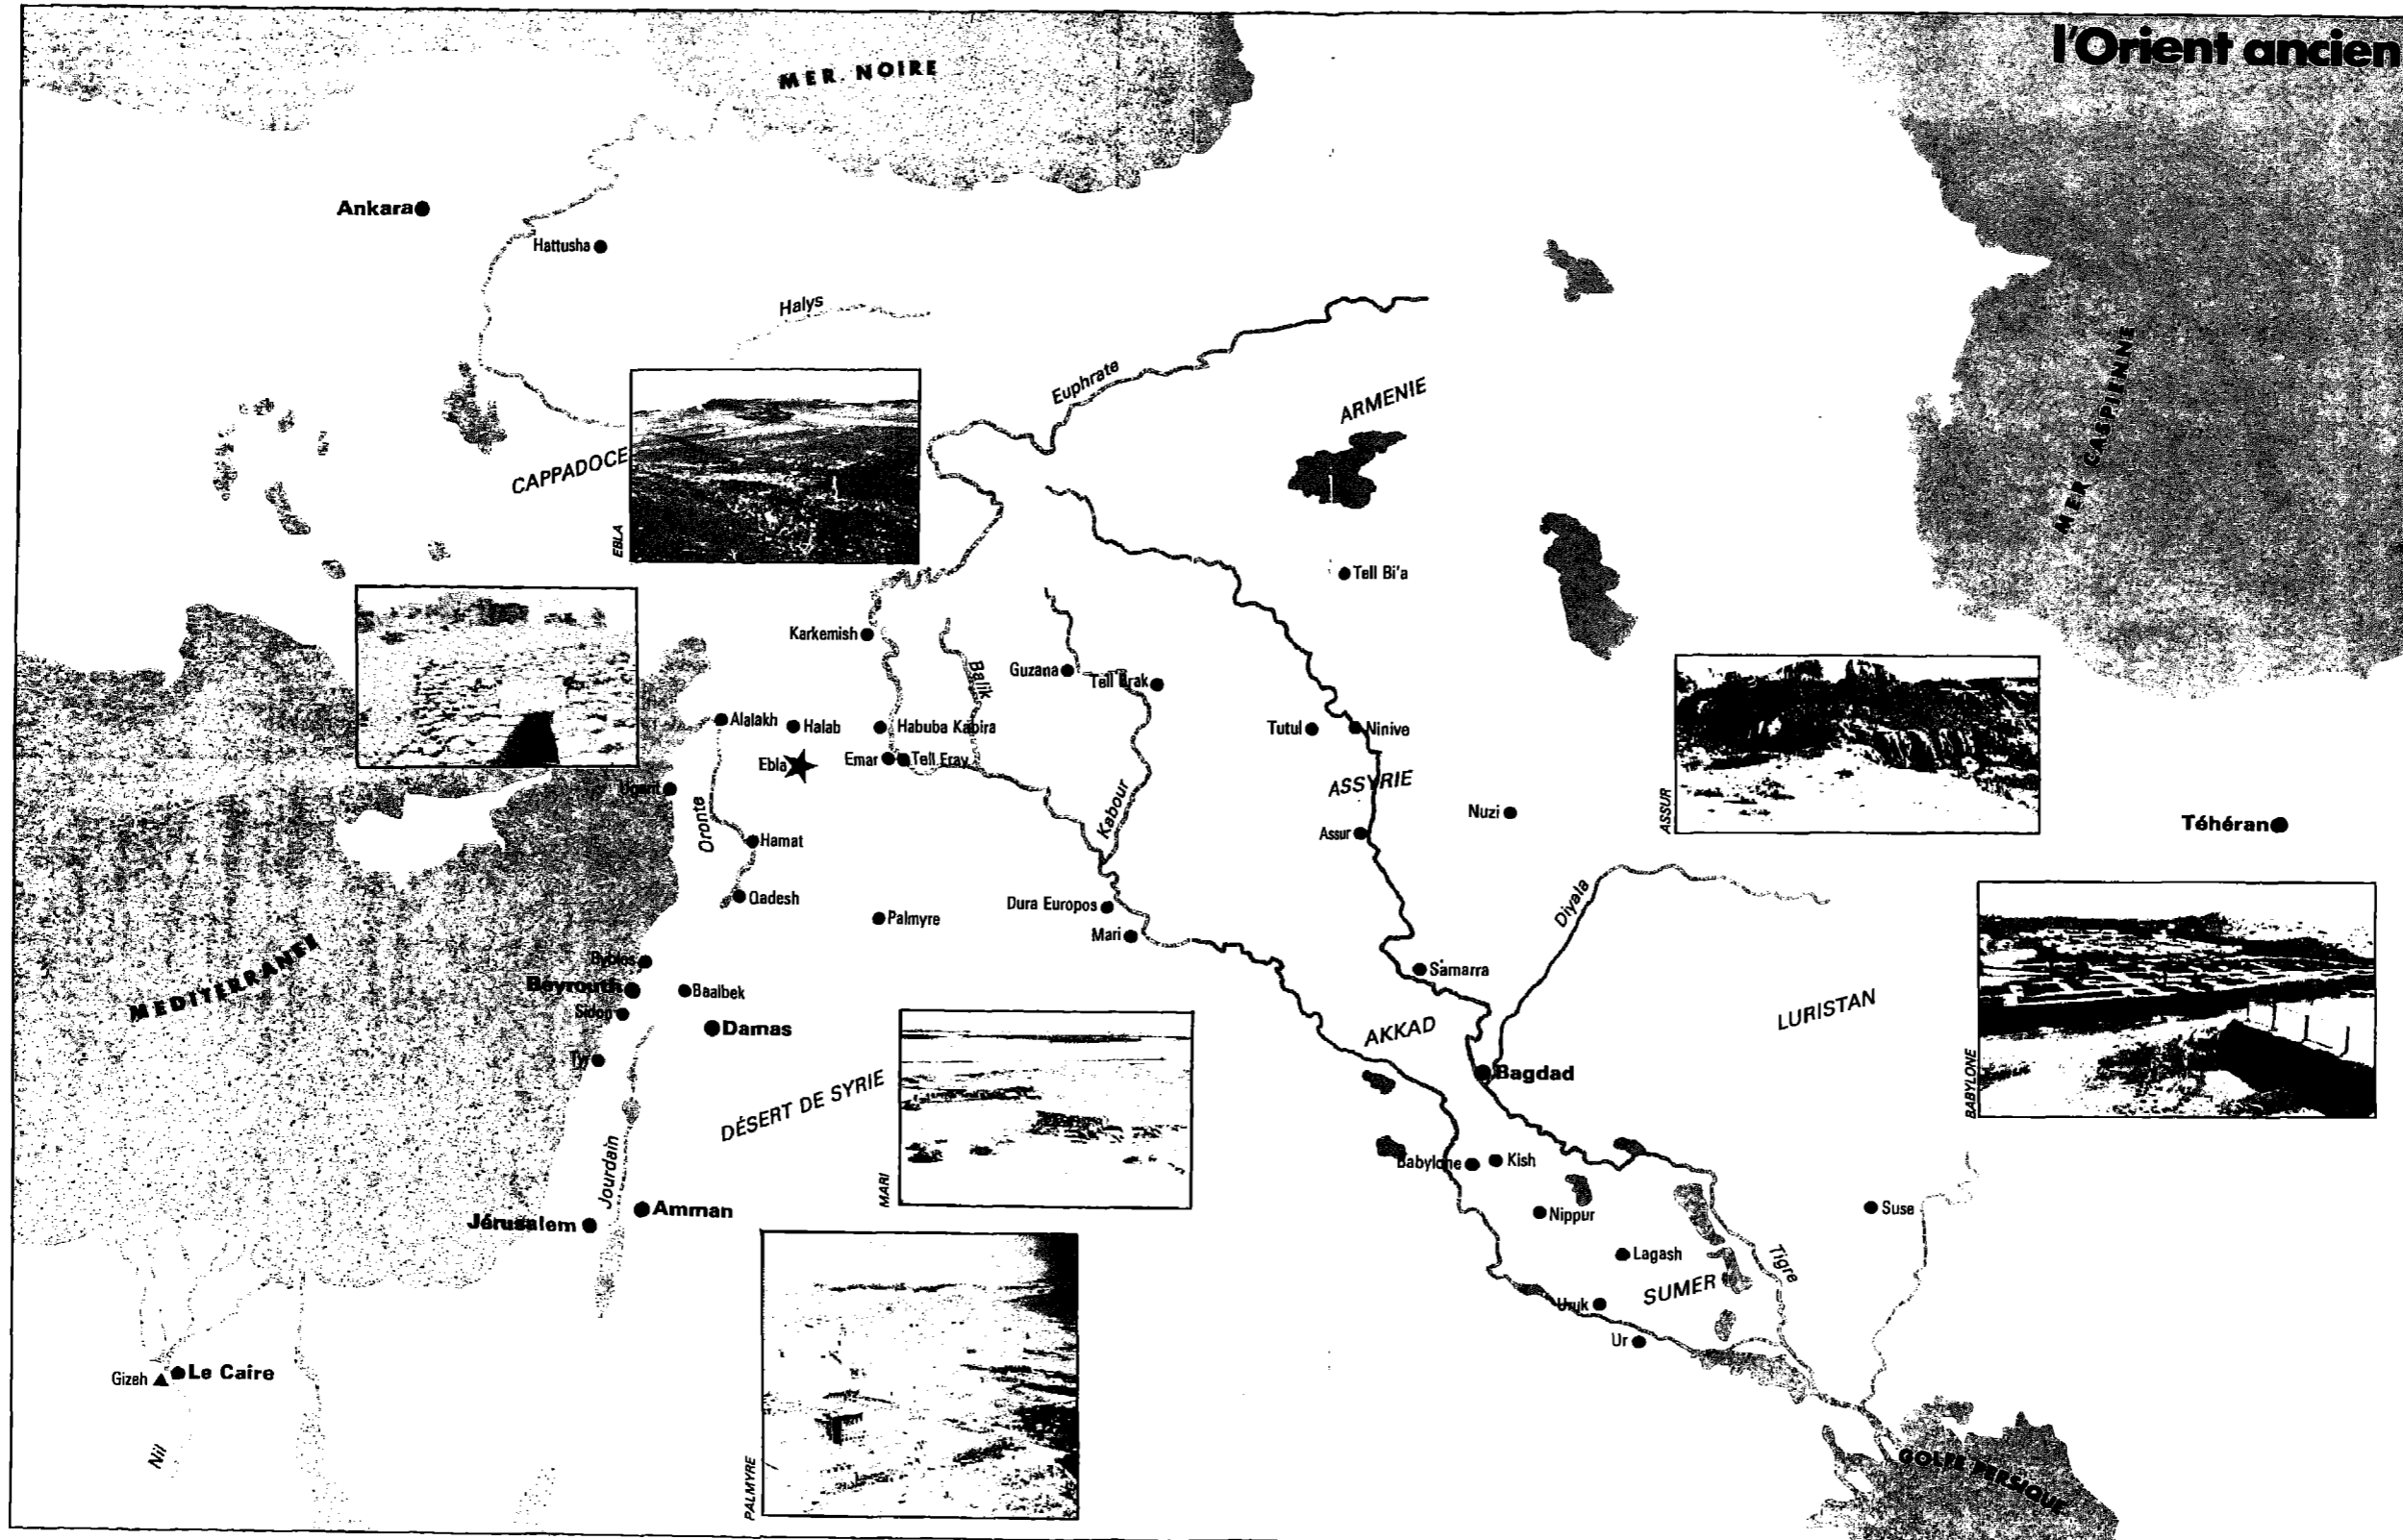 l'Orient ancien
MER NOIRE
Ankara
Hattusha
Halys
Euphrate
ARMENIE
MER CASPIENNE
CAPPADOCE
EBLA
Tell Bi'a
Karkemish
Balik
Guzana
Tell Brak
Alalakh
Halab
Habuba Kabira
Tutul
Ninive
Ebla
Emar
Tell Fray
ASSYRIE
Ugarit
Oronte
Kabour
Nuzi
ASSUR
Assur
Téhéran
Hamat
Qadesh
Palmyre
Dura Europos
Mari
Diyala
MEDITERRANEE
Byblos
Samarra
Beyrouth
Baalbek
Sidon
Damas
LURISTAN
AKKAD
Tyr
Bagdad
BABYLONE
DÉSERT DE SYRIE
Jourdain
MARI
Babylone
Kish
Jérusalem
Amman
Nippur
Suse
Lagash
Tigre
SUMER
Uruk
Ur
Gizeh
Le Caire
Nil
PALMYRE
GOLFE PERSIQUE